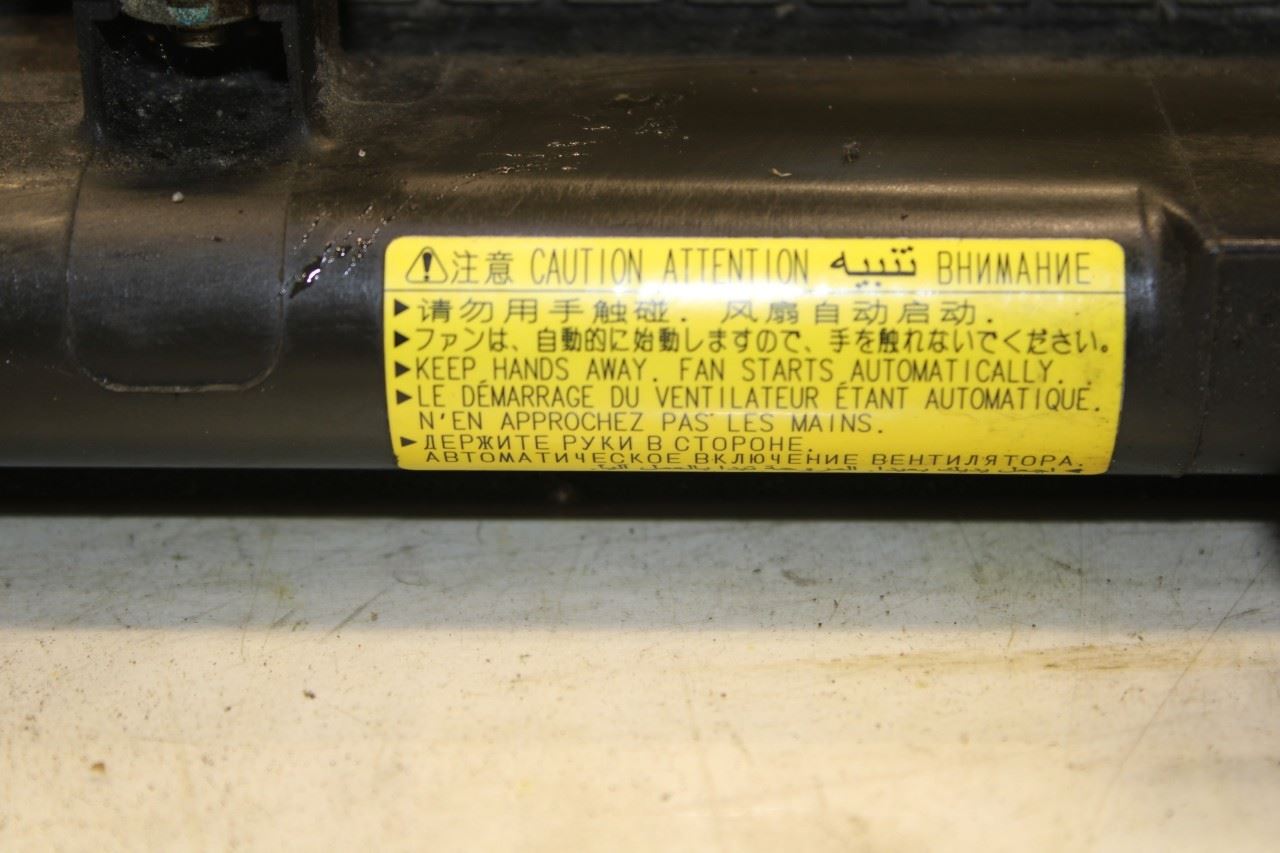 ⚠注意 CAUTION ATTENTION تنبيه ВНИМАНИЕ
▶请勿用手触碰. 风扇自动启动.
▶ファンは、自動的に始動しますので、手を触れないでください。
▶KEEP HANDS AWAY. FAN STARTS AUTOMATICALLY.
▶LE DÉMARRAGE DU VENTILATEUR ÉTANT AUTOMATIQUE.
N'EN APPROCHEZ PAS LES MAINS.
▶ДЕРЖИТЕ РУКИ В СТОРОНЕ.
АВТОМАТИЧЕСКОЕ ВКЛЮЧЕНИЕ ВЕНТИЛЯТОРА.